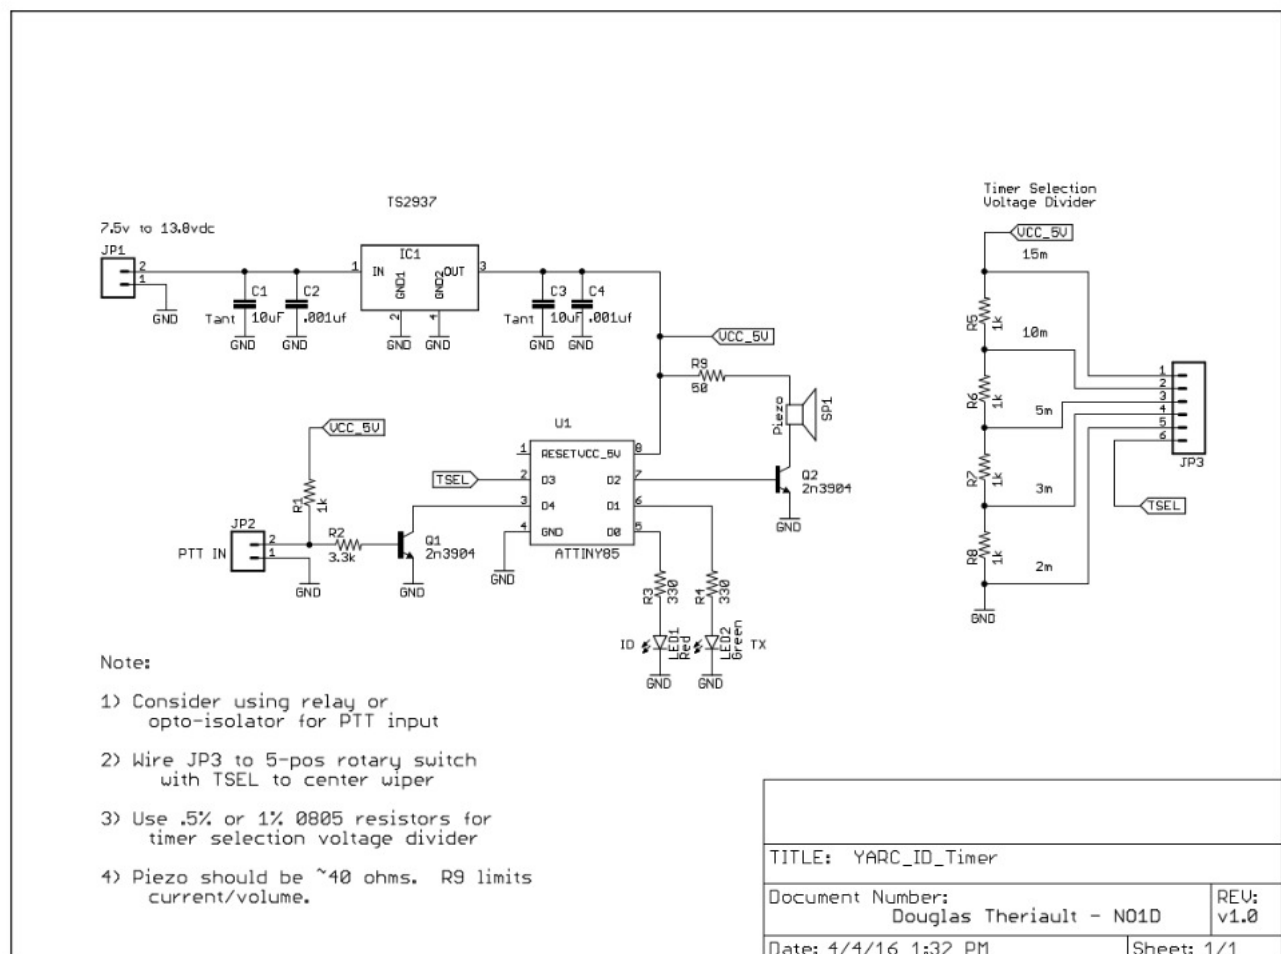 TS2937
Timer Selection
Voltage Divider
7.5v to 13.8vdc
JP1
2
1
GND
C1
Tant 10uF
GND
C2
.001uf
GND
IC1
1
IN
GND1
GND2
OUT
3
2
4
GND
GND
C3
Tant 10uF
GND
C4
.001uf
GND
VCC_5V
R9
50
Piezo
SP1
U1
1 RESET VCC_5V 8
TSEL
2 D3 D2 7
3 D4 D1 6
4 GND D0 5
ATTINY85
GND
Q2
2n3904
GND
VCC_5V
R1
1k
JP2
PTT IN
2
1
GND
R2
3.3k
Q1
2n3904
GND
R3
330
R4
330
ID
LED1
Red
LED2
Green
TX
GND
GND
VCC_5V
15m
R5
1k
10m
R6
1k
5m
R7
1k
3m
R8
1k
2m
GND
1
2
3
4
5
6
JP3
TSEL
Note:
1) Consider using relay or
opto-isolator for PTT input
2) Wire JP3 to 5-pos rotary switch
with TSEL to center wiper
3) Use .5% or 1% 0805 resistors for
timer selection voltage divider
4) Piezo should be ~40 ohms. R9 limits
current/volume.
TITLE: YARC_ID_Timer
Document Number:
Douglas Theriault - NO1D
REV:
v1.0
Date: 4/4/16 1:32 PM
Sheet: 1/1